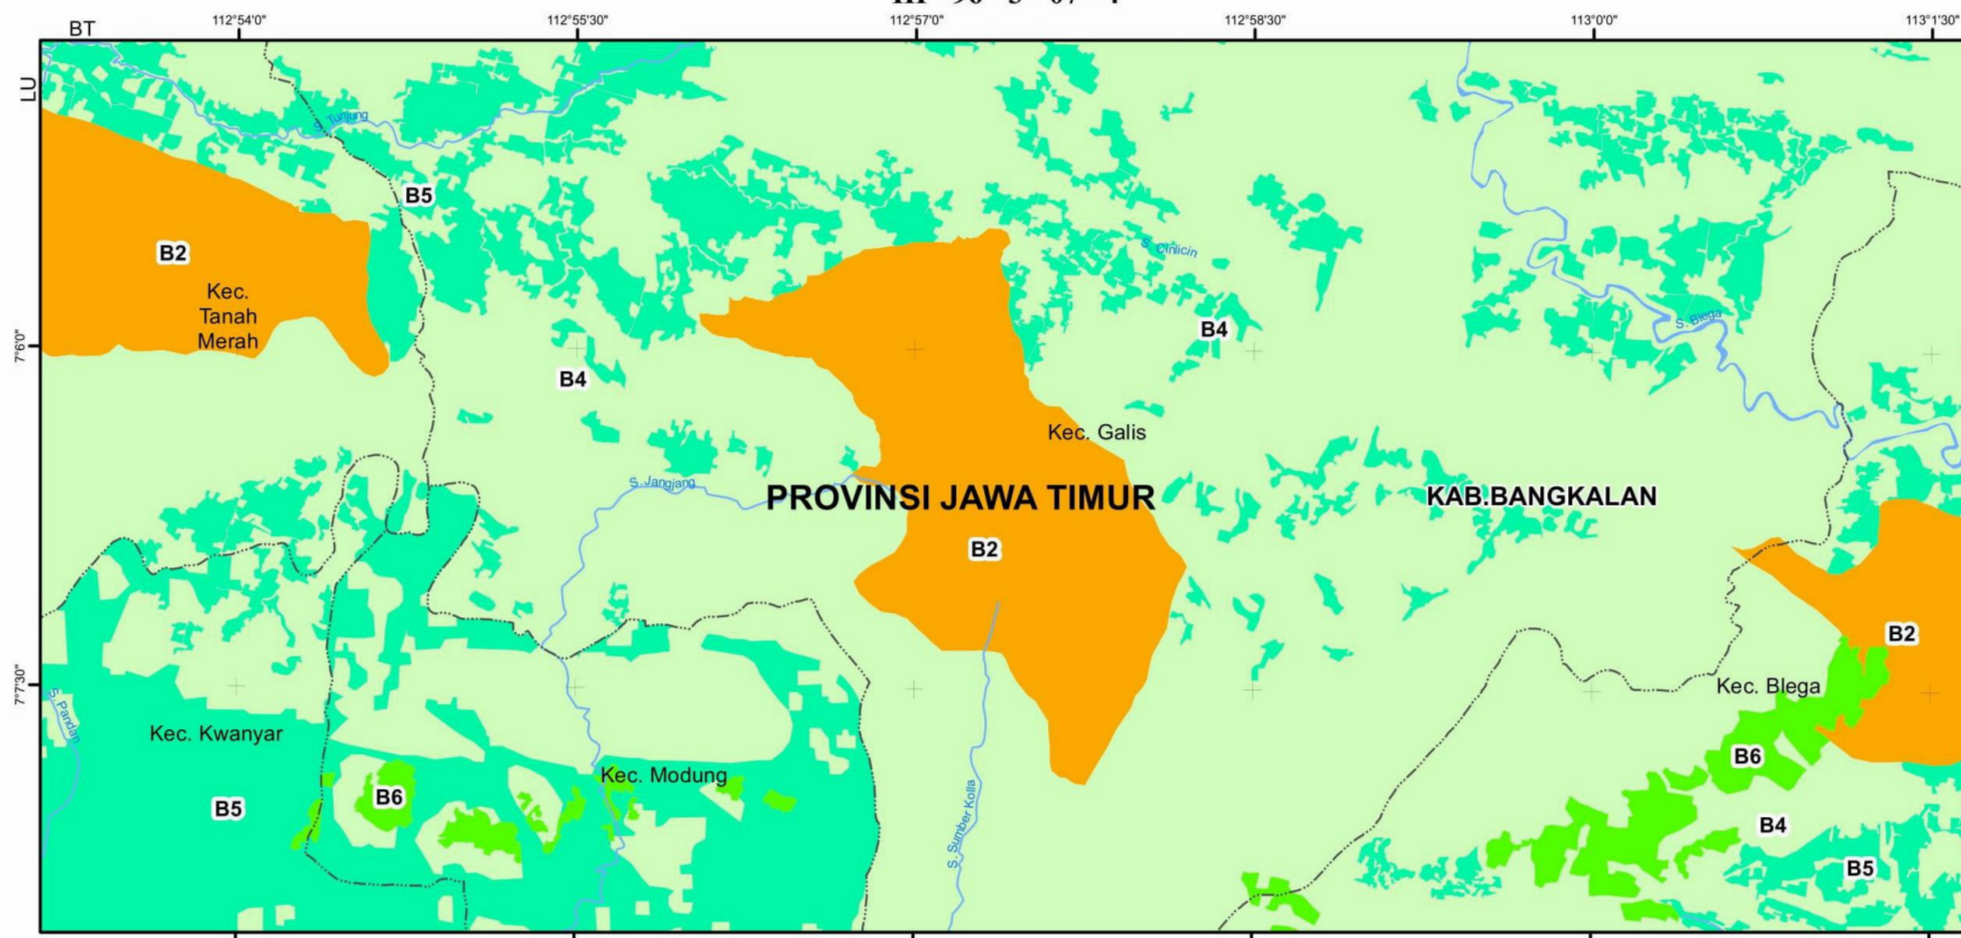 112°54'0"
112°55'30"
112°57'0"
112°58'30"
113°0'0"
113°1'30"
BT
LU
S. Tunjung
B5
B2
Kec.
Tanah
Merah
S. Cinlicin
B4
S. Blega
7°6'0"
B4
Kec. Galis
S. Jangjang
PROVINSI JAWA TIMUR
KAB.BANGKALAN
B2
B2
7°7'30"
Kec. Blega
S. Pandan
Kec. Kwanyar
B6
Kec. Modung
B6
B5
S. Sumber Kolla
B4
B5